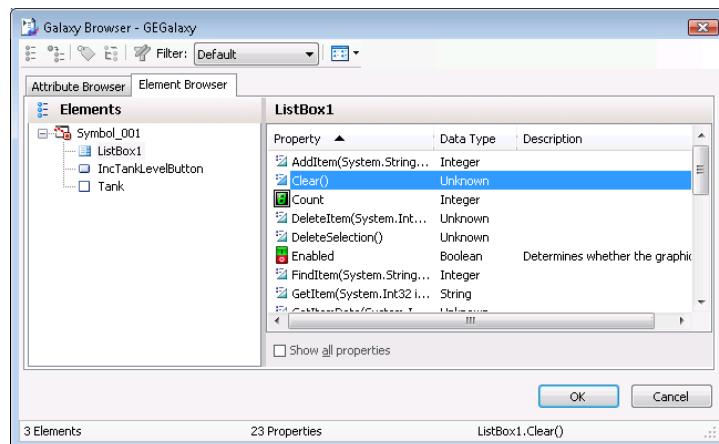 Galaxy Browser - GEGalaxy
Filter: Default
Attribute Browser Element Browser
Elements
Symbol_001
ListBox1
IncTankLevelButton
Tank
ListBox1
Property Data Type Description
AddItem(System.String... Integer
Clear() Unknown
Count Integer
DeleteItem(System.Int... Unknown
DeleteSelection() Unknown
Enabled Boolean Determines whether the graphic
FindItem(System.String... Integer
GetItem(System.Int32 i... String
Show all properties
OK Cancel
3 Elements 23 Properties ListBox1.Clear()